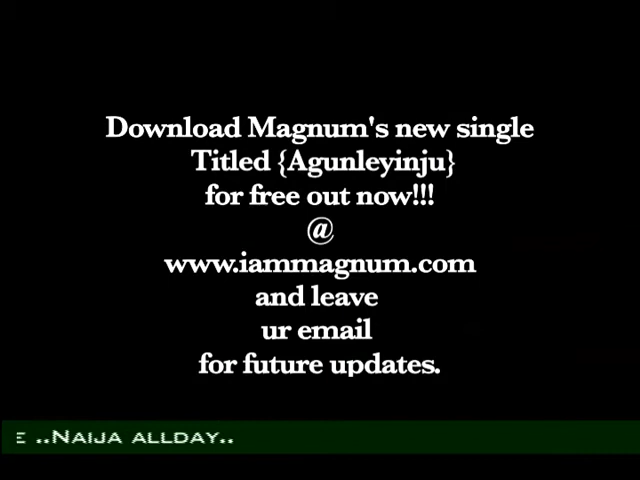 Download Magnum's new single
Titled {Agunleyinju}
for free out now!!!
@
www.iammagnum.com
and leave
ur email
for future updates.
E ..NAIJA ALLDAY..